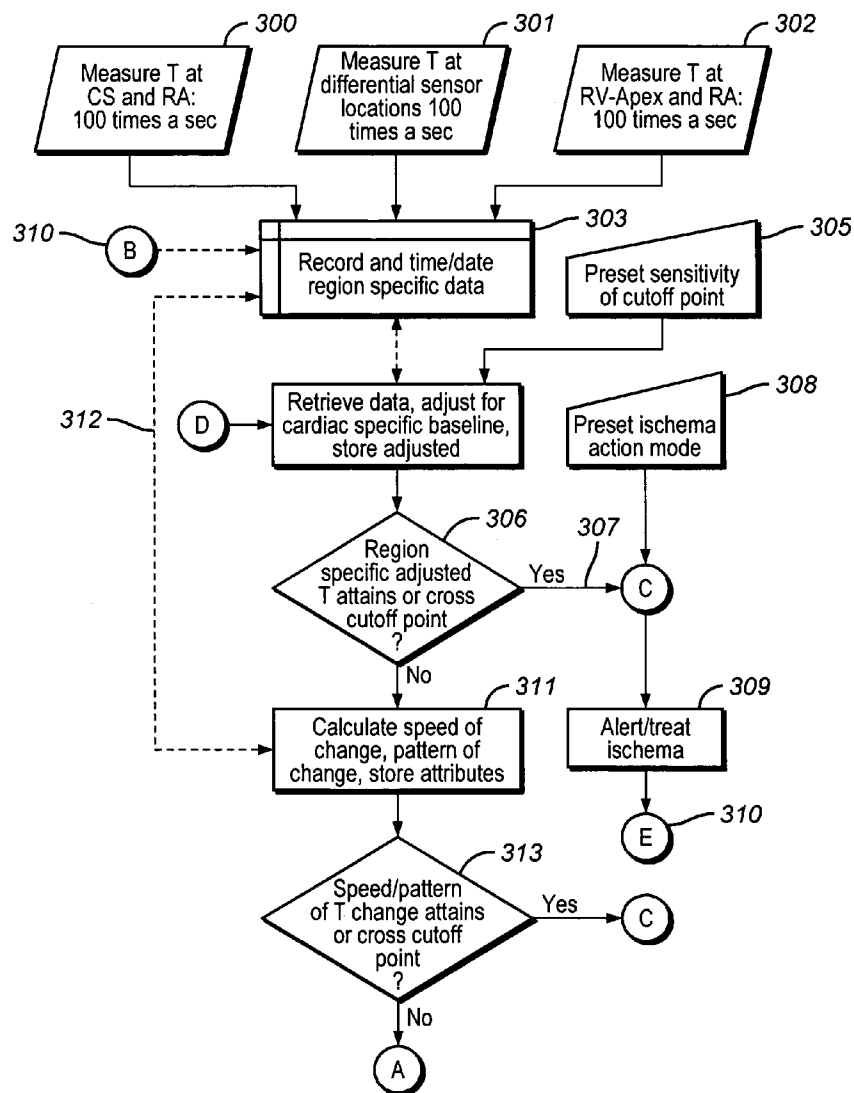 300
301
302
Measure T at
CS and RA:
100 times a sec
Measure T at
differential sensor
locations 100
times a sec
Measure T at
RV-Apex and RA:
100 times a sec
303
305
310
B
Record and time/date
region specific data
Preset sensitivity
of cutoff point
308
312
D
Retrieve data, adjust for
cardiac specific baseline,
store adjusted
Preset ischema
action mode
306
307
Region
specific adjusted
T attains or cross
cutoff point
?
Yes
C
No
311
309
Calculate speed of
change, pattern of
change, store attributes
Alert/treat
ischema
310
E
313
Speed/pattern
of T change attains
or cross cutoff
point
?
Yes
C
No
A